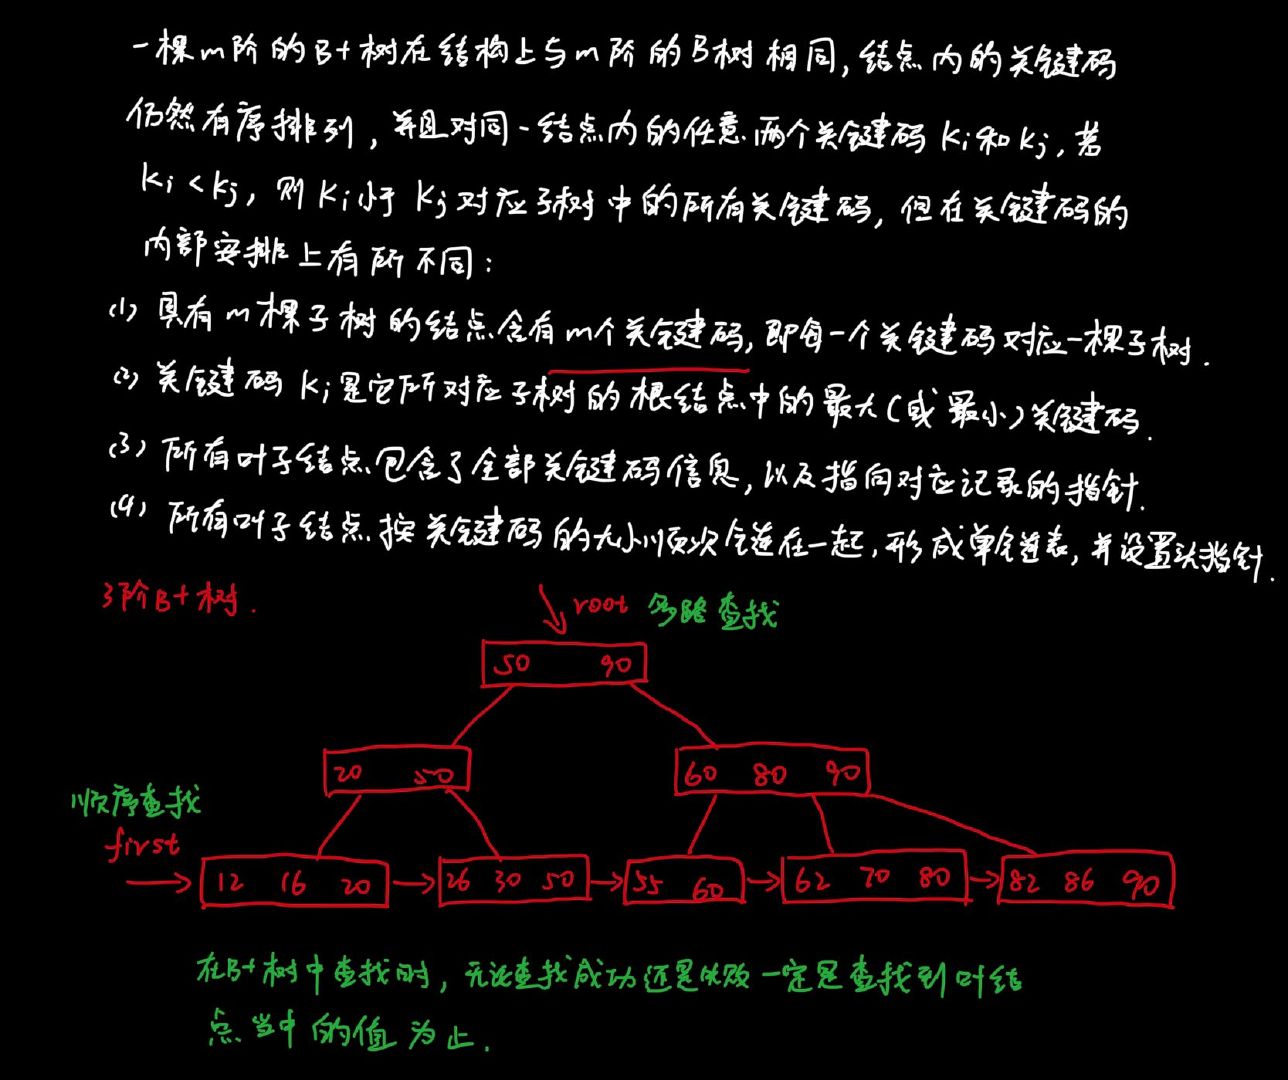 一棵m阶的B+树在结构上与m阶的B树相同,结点内的关键码
仍然有序排列,并且对同一结点内的任意两个关键码Ki和Kj,若
Ki<Kj,则Ki小于Kj对应子树中的所有关键码,但在关键码的
内部安排上有所不同:
(1) 具有m棵子树的结点含有m个关键码,即每一个关键码对应一棵子树.
(2) 关键码Ki是它所对应子树的根结点中的最大(或最小)关键码.
(3) 所有叶子结点包含了全部关键码信息,以及指向对应记录的指针.
(4) 所有叶子结点按关键码的大小顺次链在一起,形成单链表,并设置头指针.
3阶B+树.
root 多路查找
50 90
20 50
60 80 90
顺序查找
first
12 16 20
26 30 50
55 60
62 70 80
82 86 90
在B+树中查找时,无论查找成功还是失败一定是查找到叶结
点当中的值为止.